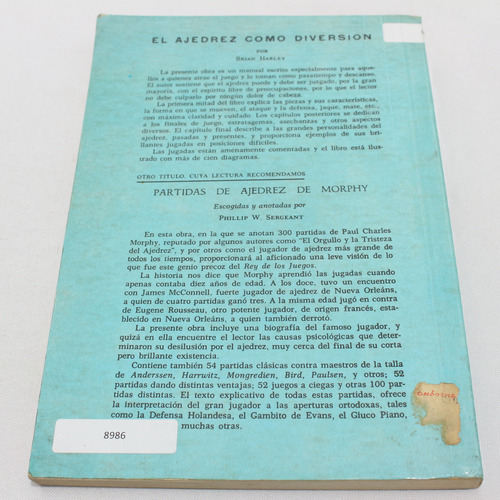 EL AJEDREZ COMO DIVERSION
POR
BRIAN HARLEY
La presente obra es un manual escrito especialmente para aque-
llos a quienes atrae el juego y lo toman como pasatiempo y descanso.
El autor sostiene que el ajedrez puede y debe ser jugado, por la gran
mayoría, con el espíritu libre de preocupaciones, por lo que el lector
no debe culparlo por ningún dolor de cabeza.
La primera mitad del libro explica las piezas y sus características,
la forma en que se mueven, el ataque y la defensa, jaque, mate, etc.,
con máxima claridad y cuidado. Los capítulos posteriores se dedican
a los finales de juego, estratagemas, asechanzas y otros aspectos
diversos. El capítulo final describe a las grandes personalidades del
ajedrez, pasadas y presentes, y proporciona ejemplos de sus bri-
llantes jugadas en posiciones difíciles.
Las jugadas están amenamente comentadas y el libro está ilus-
trado con más de cien diagramas.
OTRO TITULO, CUYA LECTURA RECOMENDAMOS
PARTIDAS DE AJEDREZ DE MORPHY
Escogidas y anotadas por
PHILLIP W. SERGEANT
En esta obra, en la que se anotan 300 partidas de Paul Charles
Morphy, reputado por algunos autores como "El Orgullo y la Tristeza
del Ajedrez", y por otros como el jugador de ajedrez más grande de
todos los tiempos, proporcionará al aficionado una leve visión de lo
que fue este genio precoz del Rey de los Juegos.
La historia nos dice que Morphy aprendió las jugadas cuando
apenas contaba diez años de edad. A los doce, tuvo un encuentro
con James McConnell, fuerte jugador de ajedrez de Nueva Orleáns,
a quien de cuatro partidas ganó tres. A la misma edad jugó en contra
de Eugene Rousseau, otro potente jugador, de origen francés, esta-
blecido en Nueva Orleáns, a quien también derrotó.
La presente obra incluye una biografía del famoso jugador, y
quizá en ella encuentre el lector las causas psicológicas que deter-
minaron su desilusión por el ajedrez, muy cerca del final de su corta
pero brillante existencia.
Contiene también 54 partidas clásicas contra maestros de la talla
de Anderssen, Harrwitz, Mongredien, Bird, Paulsen, y otros; 52
partidas dando distintas ventajas; 52 juegos a ciegas y otras 100 par-
tidas distintas. El texto explicativo de todas estas partidas, ofrece
la interpretación del gran jugador a las aperturas ortodoxas, tales
como la Defensa Holandesa, el Gambito de Evans, el Gluco Piano,
muchas otras.
8986